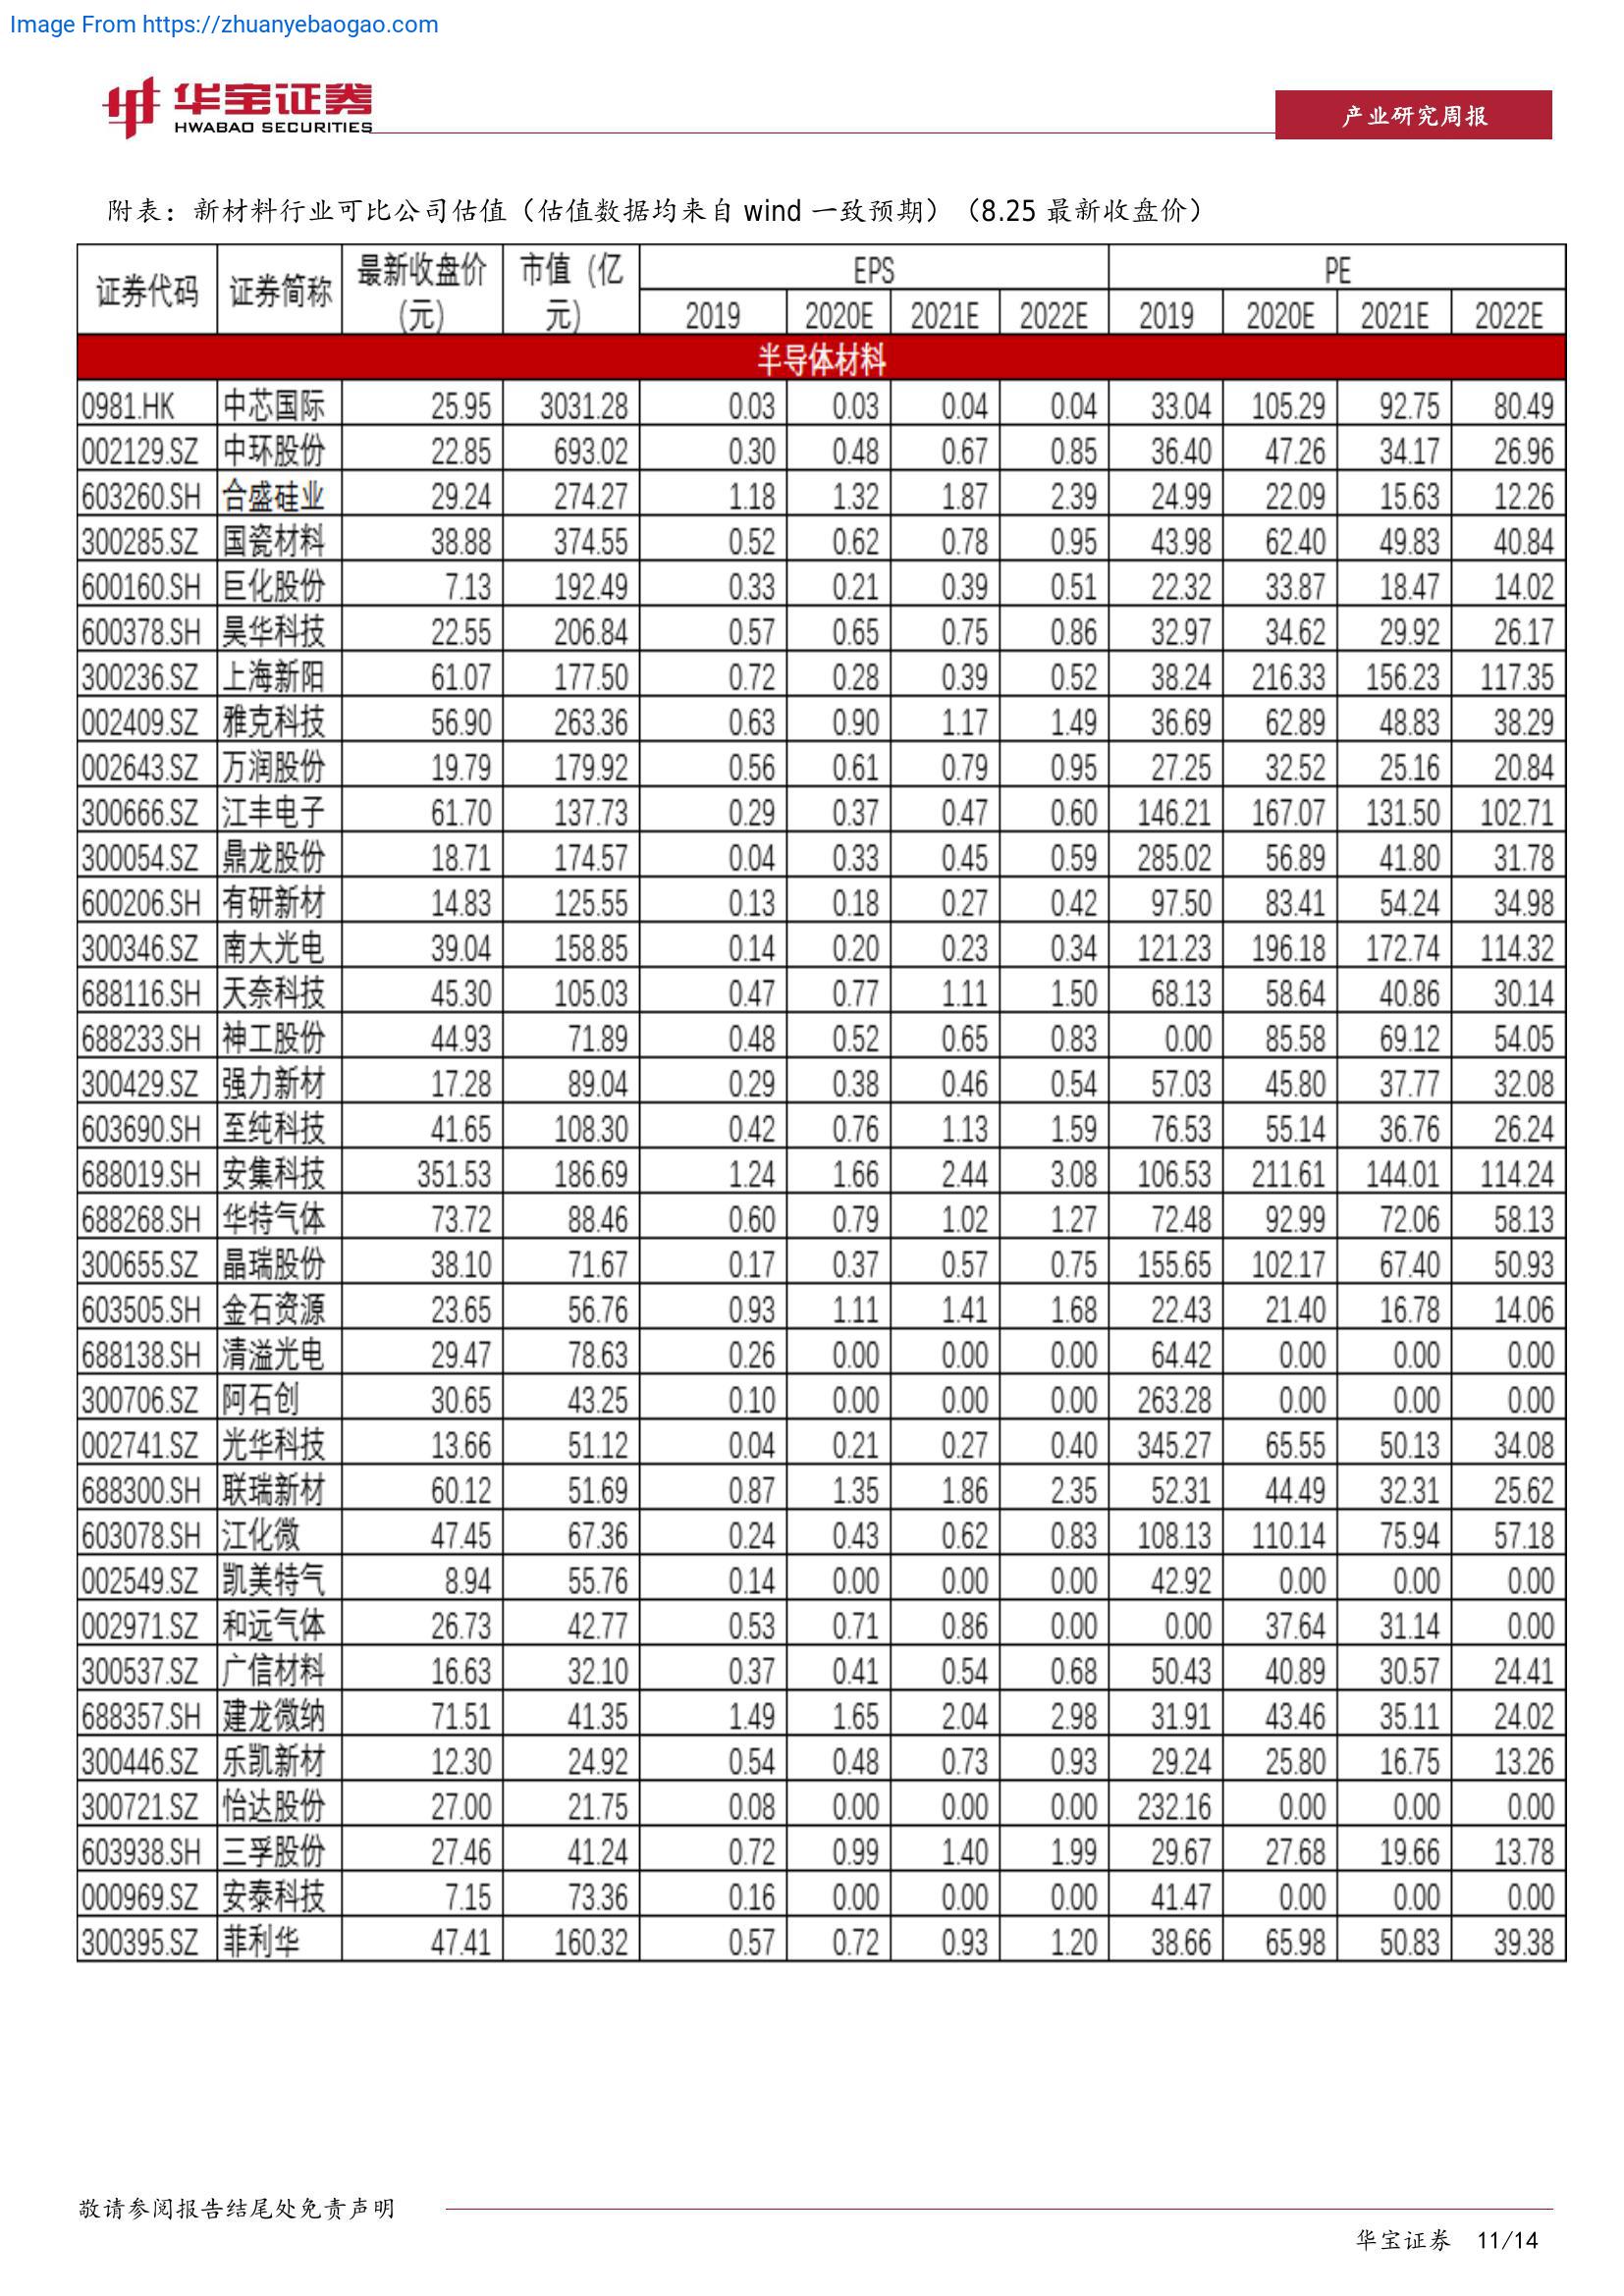 Image From https://zhuanyebaogao.com
华宝证券
HWABAO SECURITIES
产业研究周报
附表：新材料行业可比公司估值（估值数据均来自 wind 一致预期）（8.25 最新收盘价）
证券代码 证券简称 最新收盘价(元) 市值（亿元） EPS PE
2019 2020E 2021E 2022E 2019 2020E 2021E 2022E
半导体材料
0981.HK 中芯国际 25.95 3031.28 0.03 0.03 0.04 0.04 33.04 105.29 92.75 80.49
002129.SZ 中环股份 22.85 693.02 0.30 0.48 0.67 0.85 36.40 47.26 34.17 26.96
603260.SH 合盛硅业 29.24 274.27 1.18 1.32 1.87 2.39 24.99 22.09 15.63 12.26
300285.SZ 国瓷材料 38.88 374.55 0.52 0.62 0.78 0.95 43.98 62.40 49.83 40.84
600160.SH 巨化股份 7.13 192.49 0.33 0.21 0.39 0.51 22.32 33.87 18.47 14.02
600378.SH 昊华科技 22.55 206.84 0.57 0.65 0.75 0.86 32.97 34.62 29.92 26.17
300236.SZ 上海新阳 61.07 177.50 0.72 0.28 0.39 0.52 38.24 216.33 156.23 117.35
002409.SZ 雅克科技 56.90 263.36 0.63 0.90 1.17 1.49 36.69 62.89 48.83 38.29
002643.SZ 万润股份 19.79 179.92 0.56 0.61 0.79 0.95 27.25 32.52 25.16 20.84
300666.SZ 江丰电子 61.70 137.73 0.29 0.37 0.47 0.60 146.21 167.07 131.50 102.71
300054.SZ 鼎龙股份 18.71 174.57 0.04 0.33 0.45 0.59 285.02 56.89 41.80 31.78
600206.SH 有研新材 14.83 125.55 0.13 0.18 0.27 0.42 97.50 83.41 54.24 34.98
300346.SZ 南大光电 39.04 158.85 0.14 0.20 0.23 0.34 121.23 196.18 172.74 114.32
688116.SH 天奈科技 45.30 105.03 0.47 0.77 1.11 1.50 68.13 58.64 40.86 30.14
688233.SH 神工股份 44.93 71.89 0.48 0.52 0.65 0.83 0.00 85.58 69.12 54.05
300429.SZ 强力新材 17.28 89.04 0.29 0.38 0.46 0.54 57.03 45.80 37.77 32.08
603690.SH 至纯科技 41.65 108.30 0.42 0.76 1.13 1.59 76.53 55.14 36.76 26.24
688019.SH 安集科技 351.53 186.69 1.24 1.66 2.44 3.08 106.53 211.61 144.01 114.24
688268.SH 华特气体 73.72 88.46 0.60 0.79 1.02 1.27 72.48 92.99 72.06 58.13
300655.SZ 晶瑞股份 38.10 71.67 0.17 0.37 0.57 0.75 155.65 102.17 67.40 50.93
603505.SH 金石资源 23.65 56.76 0.93 1.11 1.41 1.68 22.43 21.40 16.78 14.06
688138.SH 清溢光电 29.47 78.63 0.26 0.00 0.00 0.00 64.42 0.00 0.00 0.00
300706.SZ 阿石创 30.65 43.25 0.10 0.00 0.00 0.00 263.28 0.00 0.00 0.00
002741.SZ 光华科技 13.66 51.12 0.04 0.21 0.27 0.40 345.27 65.55 50.13 34.08
688300.SH 联瑞新材 60.12 51.69 0.87 1.35 1.86 2.35 52.31 44.49 32.31 25.62
603078.SH 江化微 47.45 67.36 0.24 0.43 0.62 0.83 108.13 110.14 75.94 57.18
002549.SZ 凯美特气 8.94 55.76 0.14 0.00 0.00 0.00 42.92 0.00 0.00 0.00
002971.SZ 和远气体 26.73 42.77 0.53 0.71 0.86 0.00 0.00 37.64 31.14 0.00
300537.SZ 广信材料 16.63 32.10 0.37 0.41 0.54 0.68 50.43 40.89 30.57 24.41
688357.SH 建龙微纳 71.51 41.35 1.49 1.65 2.04 2.98 31.91 43.46 35.11 24.02
300446.SZ 乐凯新材 12.30 24.92 0.54 0.48 0.73 0.93 29.24 25.80 16.75 13.26
300721.SZ 怡达股份 27.00 21.75 0.08 0.00 0.00 0.00 232.16 0.00 0.00 0.00
603938.SH 三孚股份 27.46 41.24 0.72 0.99 1.40 1.99 29.67 27.68 19.66 13.78
000969.SZ 安泰科技 7.15 73.36 0.16 0.00 0.00 0.00 41.47 0.00 0.00 0.00
300395.SZ 菲利华 47.41 160.32 0.57 0.72 0.93 1.20 38.66 65.98 50.83 39.38
敬请参阅报告结尾处免责声明
华宝证券 11/14